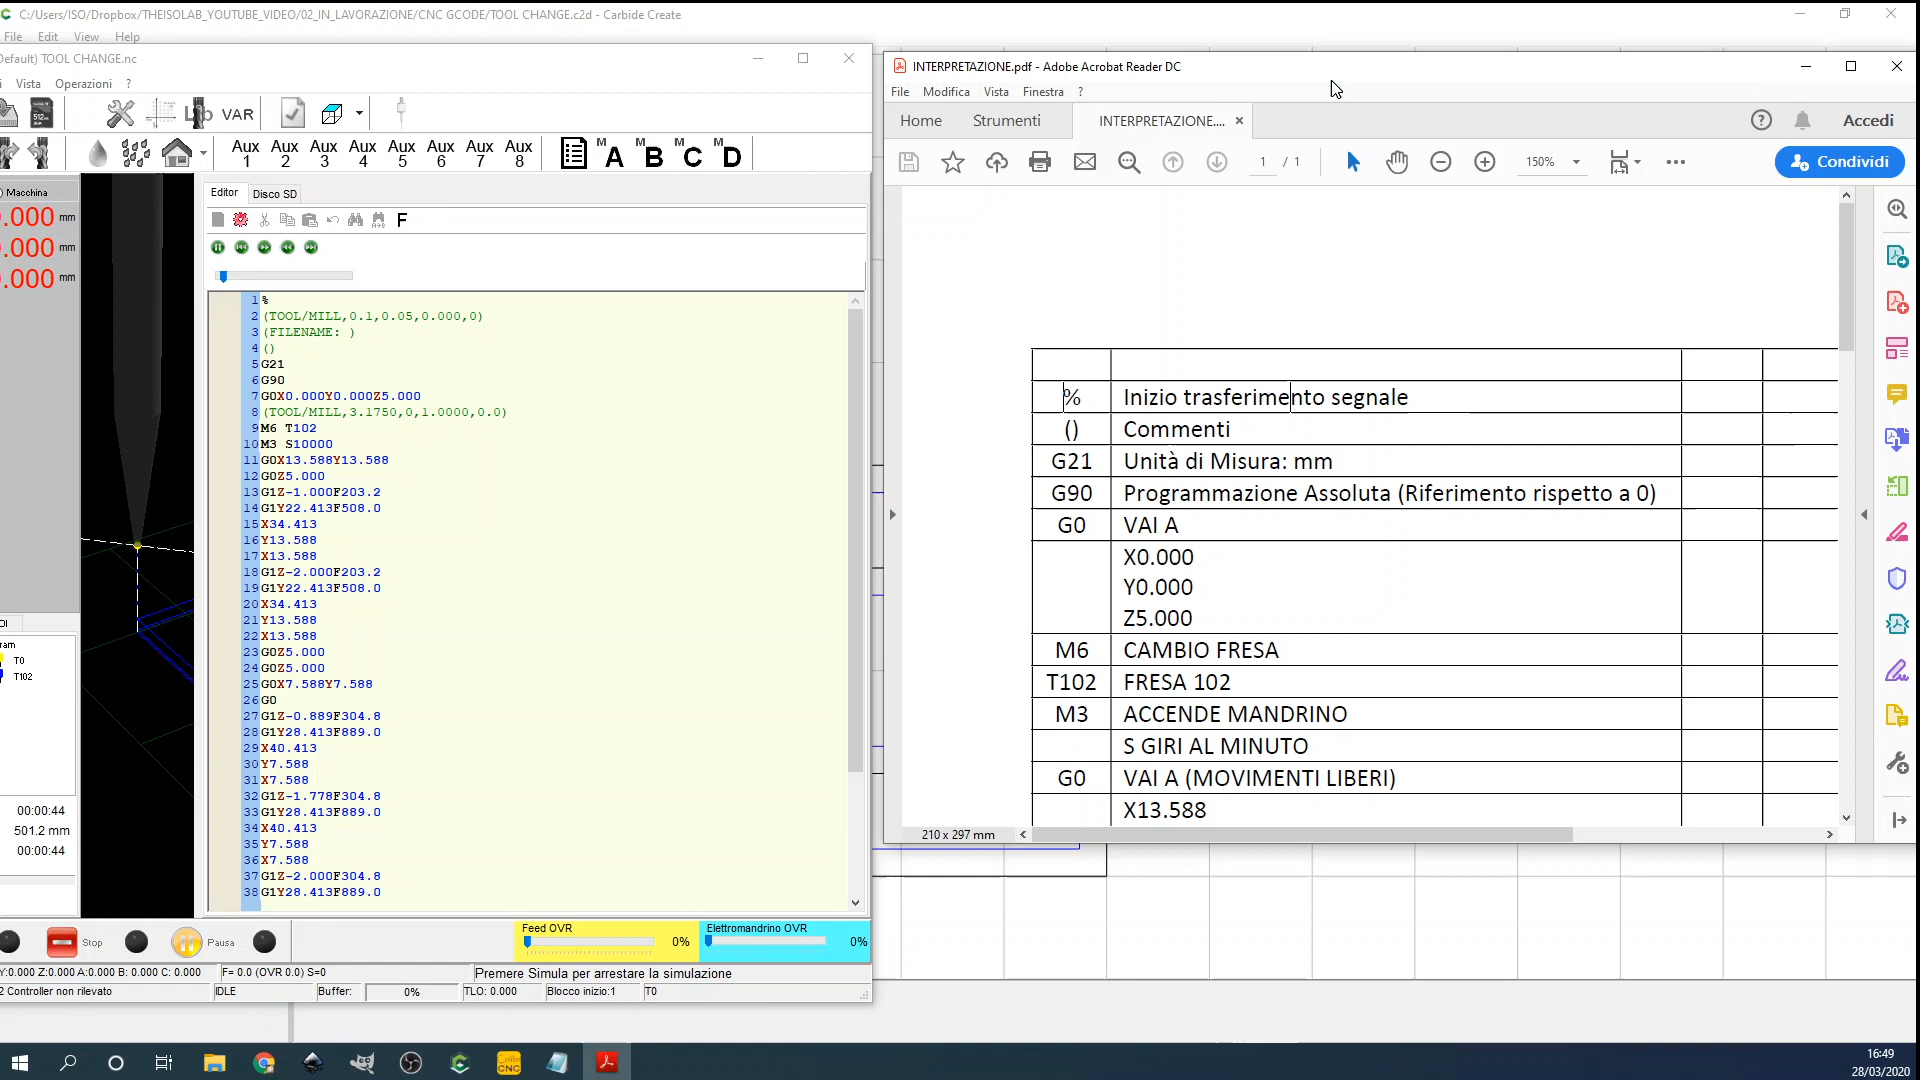 C:/Users/ISO/Dropbox/THEISOLAB_YOUTUBE_VIDEO/02_IN_LAVORAZIONE/CNC GCODE/TOOL CHANGE.c2d - Carbide Create
File Edit View Help
Default) TOOL CHANGE.nc
Vista Operazioni ?
VAR
Aux 1 Aux 2 Aux 3 Aux 4 Aux 5 Aux 6 Aux 7 Aux 8 M A M B M C M D
Macchina
0.000 mm
0.000 mm
0.000 mm
Editor Disco SD
F
1 %
2 (TOOL/MILL,0.1,0.05,0.000,0)
3 (FILENAME: )
4 ()
5 G21
6 G90
7 G0X0.000Y0.000Z5.000
8 (TOOL/MILL,3.1750,0,1.0000,0.0)
9 M6 T102
10 M3 S10000
11 G0X13.588Y13.588
12 G0Z5.000
13 G1Z-1.000F203.2
14 G1Y22.413F508.0
15 X34.413
16 Y13.588
17 X13.588
18 G1Z-2.000F203.2
19 G1Y22.413F508.0
20 X34.413
21 Y13.588
22 X13.588
23 G0Z5.000
24 G0Z5.000
25 G0X7.588Y7.588
26 G0
27 G1Z-0.889F304.8
28 G1Y28.413F889.0
29 X40.413
30 Y7.588
31 X7.588
32 G1Z-1.778F304.8
33 G1Y28.413F889.0
34 X40.413
35 Y7.588
36 X7.588
37 G1Z-2.000F304.8
38 G1Y28.413F889.0
DI
ram
T0
T102
00:00:44
501.2 mm
00:00:44
Stop Pausa
Feed OVR 0%
Elettromandrino OVR 0%
Y:0.000 Z:0.000 A:0.000 B: 0.000 C: 0.000 F= 0.0 (OVR 0.0) S=0 Premere Simula per arrestare la simulazione
2 Controller non rilevato IDLE Buffer: 0% TLO: 0.000 Blocco inizio:1 T0
INTERPRETAZIONE.pdf - Adobe Acrobat Reader DC
File Modifica Vista Finestra ?
Home Strumenti INTERPRETAZIONE.... × Accedi
1 / 1 150% Condividi
% Inizio trasferimento segnale
() Commenti
G21 Unità di Misura: mm
G90 Programmazione Assoluta (Riferimento rispetto a 0)
G0 VAI A
X0.000
Y0.000
Z5.000
M6 CAMBIO FRESA
T102 FRESA 102
M3 ACCENDE MANDRINO
S GIRI AL MINUTO
G0 VAI A (MOVIMENTI LIBERI)
X13.588
210 x 297 mm
16:49
28/03/2020